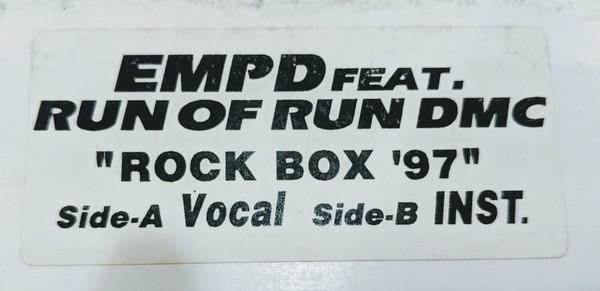 EMPD FEAT.
RUN OF RUN DMC
"ROCK BOX '97"
Side-A Vocal Side-B INST.